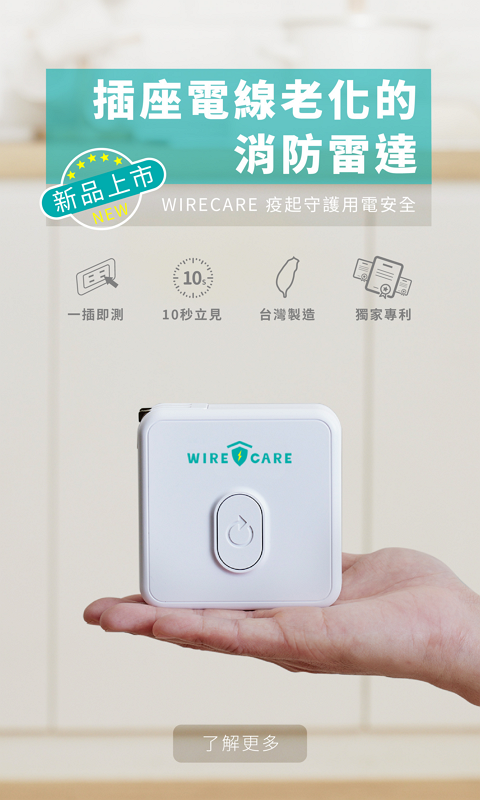 插座電線老化的
消防雷達
新品上市
NEW
WIRECARE 疫起守護用電安全
10s
一插即測
10秒立見
台灣製造
獨家專利
WIRE CARE
了解更多